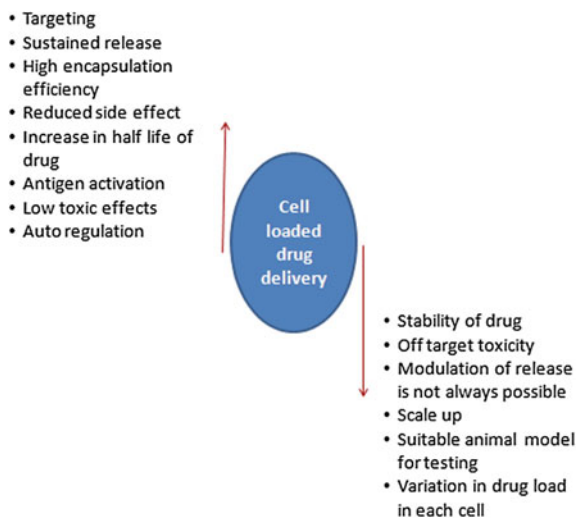 • Targeting
• Sustained release
• High encapsulation
efficiency
• Reduced side effect
• Increase in half life of
drug
• Antigen activation
• Low toxic effects
• Auto regulation
Cell
loaded
drug
delivery
• Stability of drug
• Off target toxicity
• Modulation of release
is not always possible
• Scale up
• Suitable animal model
for testing
• Variation in drug load
in each cell